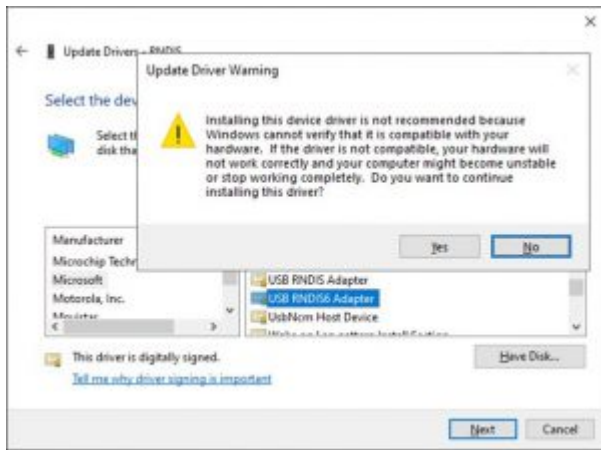 Update Drivers - RNDIS
Update Driver Warning
Select the dev
Installing this device driver is not recommended because
Windows cannot verify that it is compatible with your
hardware. If the driver is not compatible, your hardware will
not work correctly and your computer might become unstable
or stop working completely. Do you want to continue
installing this driver?
Select th
disk tha
Yes
No
Manufacturer
Microchip Techn
Microsoft
Motorola, Inc.
Movistar
USB RNDIS Adapter
USB RNDIS6 Adapter
UsbNcm Host Device
This driver is digitally signed.
Have Disk...
Tell me why driver signing is important
Next
Cancel